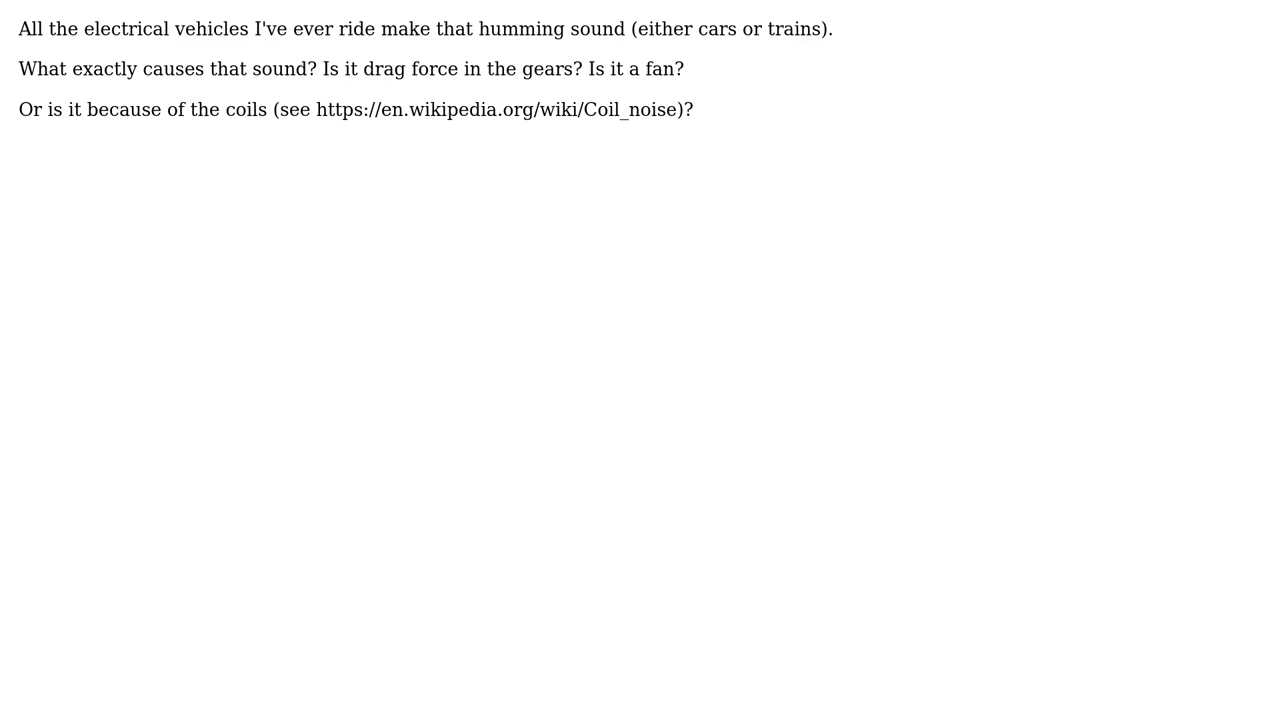 All the electrical vehicles I've ever ride make that humming sound (either cars or trains).
What exactly causes that sound? Is it drag force in the gears? Is it a fan?
Or is it because of the coils (see https://en.wikipedia.org/wiki/Coil_noise)?